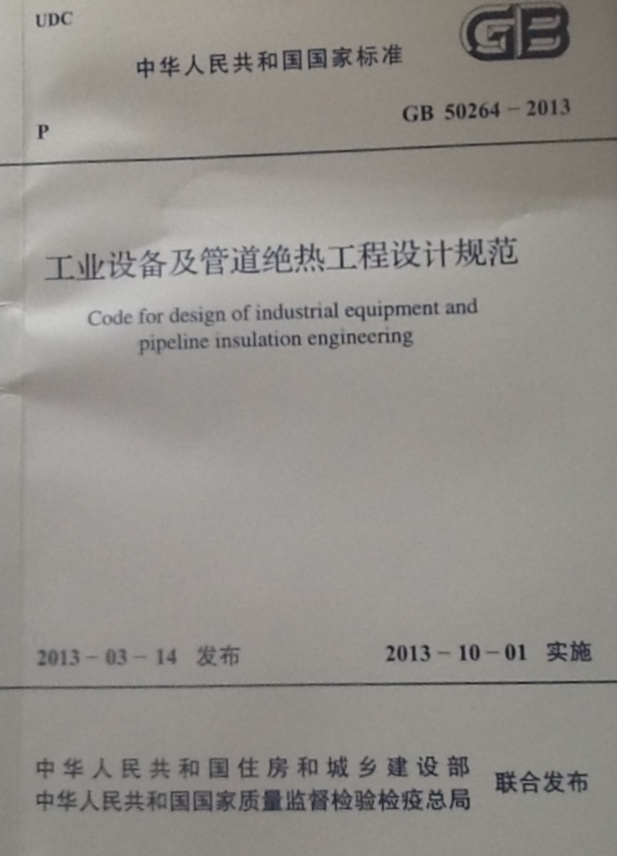 UDC
GB
中华人民共和国国家标准
P
GB 50264－2013
工业设备及管道绝热工程设计规范
Code for design of industrial equipment and
pipeline insulation engineering
2013－03－14 发布
2013－10－01 实施
中华人民共和国住房和城乡建设部
中华人民共和国国家质量监督检验检疫总局
联合发布